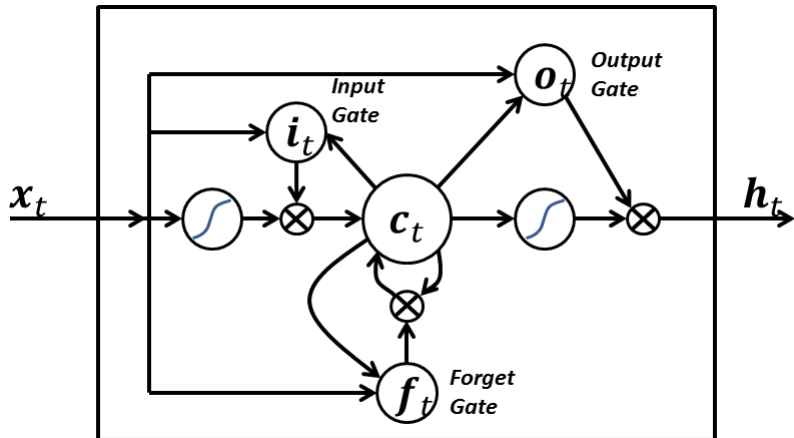 Output
Gate
o_t
Input
Gate
i_t
x_t
c_t
h_t
Forget
Gate
f_t